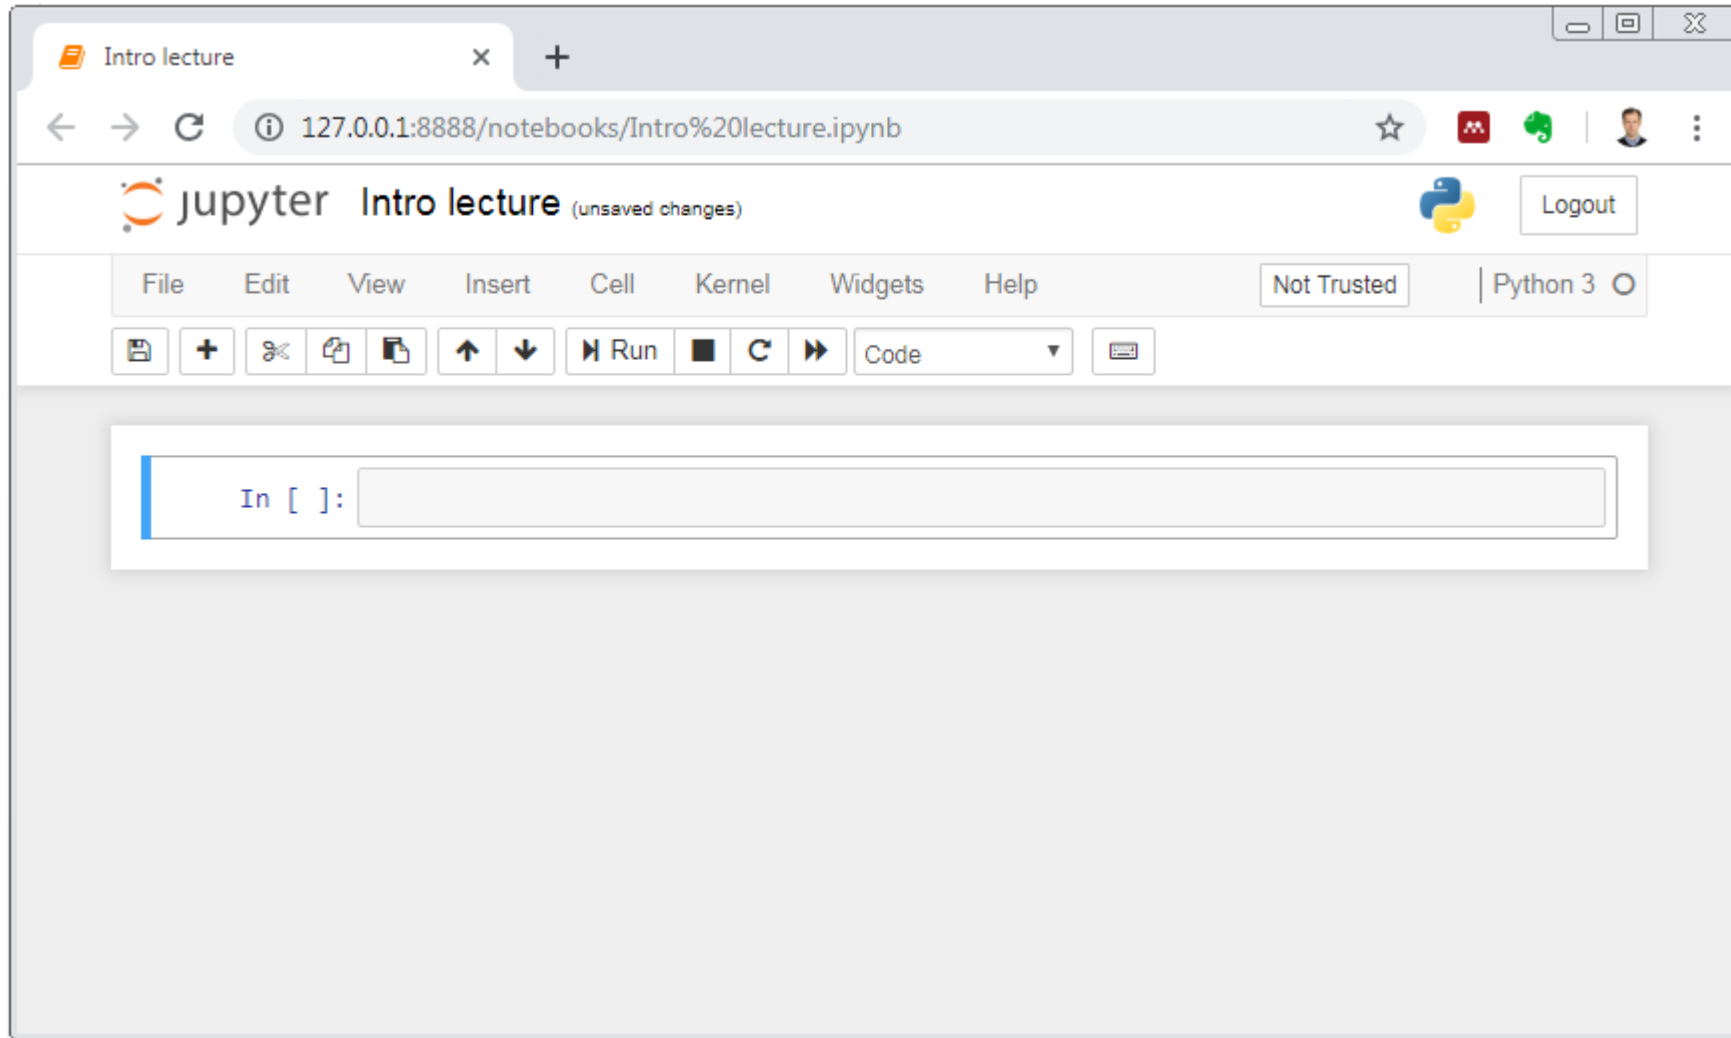 Intro lecture
127.0.0.1:8888/notebooks/Intro%20lecture.ipynb
jupyter Intro lecture (unsaved changes) Logout
File Edit View Insert Cell Kernel Widgets Help Not Trusted Python 3
Run Code
In [ ]: